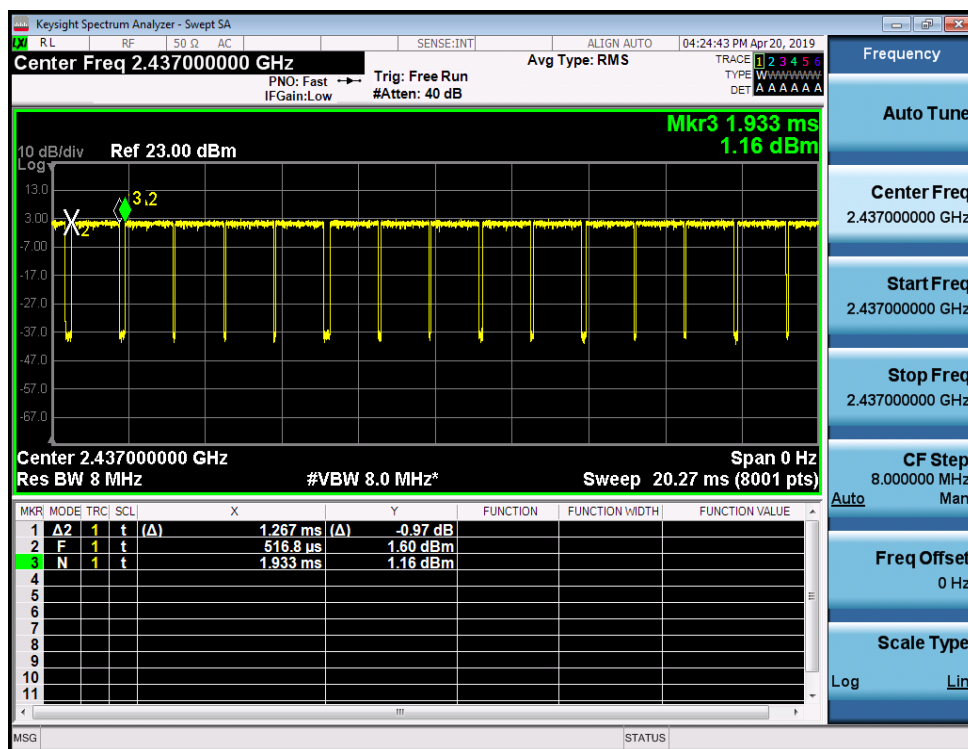 Keysight Spectrum Analyzer - Swept SA
LXI RL RF 50 Ω AC SENSE:INT ALIGN AUTO 04:24:43 PM Apr 20, 2019
Center Freq 2.437000000 GHz Avg Type: RMS TRACE 1 2 3 4 5 6
PNO: Fast Trig: Free Run TYPE WWWWWW
IFGain:Low #Atten: 40 dB DET A A A A A A
Mkr3 1.933 ms
10 dB/div Ref 23.00 dBm 1.16 dBm
Log
13.0
3.00
-7.00
-17.0
-27.0
-37.0
-47.0
-57.0
-67.0
3 2
2
Center 2.437000000 GHz Span 0 Hz
Res BW 8 MHz #VBW 8.0 MHz* Sweep 20.27 ms (8001 pts)
MKR MODE TRC SCL X Y FUNCTION FUNCTION WIDTH FUNCTION VALUE
1 Δ2 1 t (Δ) 1.267 ms (Δ) -0.97 dB
2 F 1 t 516.8 µs 1.60 dBm
3 N 1 t 1.933 ms 1.16 dBm
4
5
6
7
8
9
10
11
MSG STATUS
Frequency
Auto Tune
Center Freq
2.437000000 GHz
Start Freq
2.437000000 GHz
Stop Freq
2.437000000 GHz
CF Step
8.000000 MHz
Auto Man
Freq Offset
0 Hz
Scale Type
Log Lin